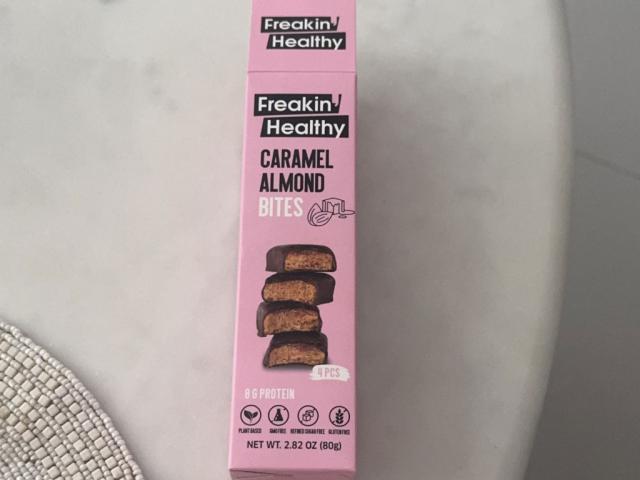 Freakin'
Healthy
Freakin'
Healthy
CARAMEL
ALMOND
BITES
4 PCS
8 G PROTEIN
PLANT BASED GMO FREE REFINED SUGAR FREE GLUTEN FREE
NET WT. 2.82 OZ (80g)